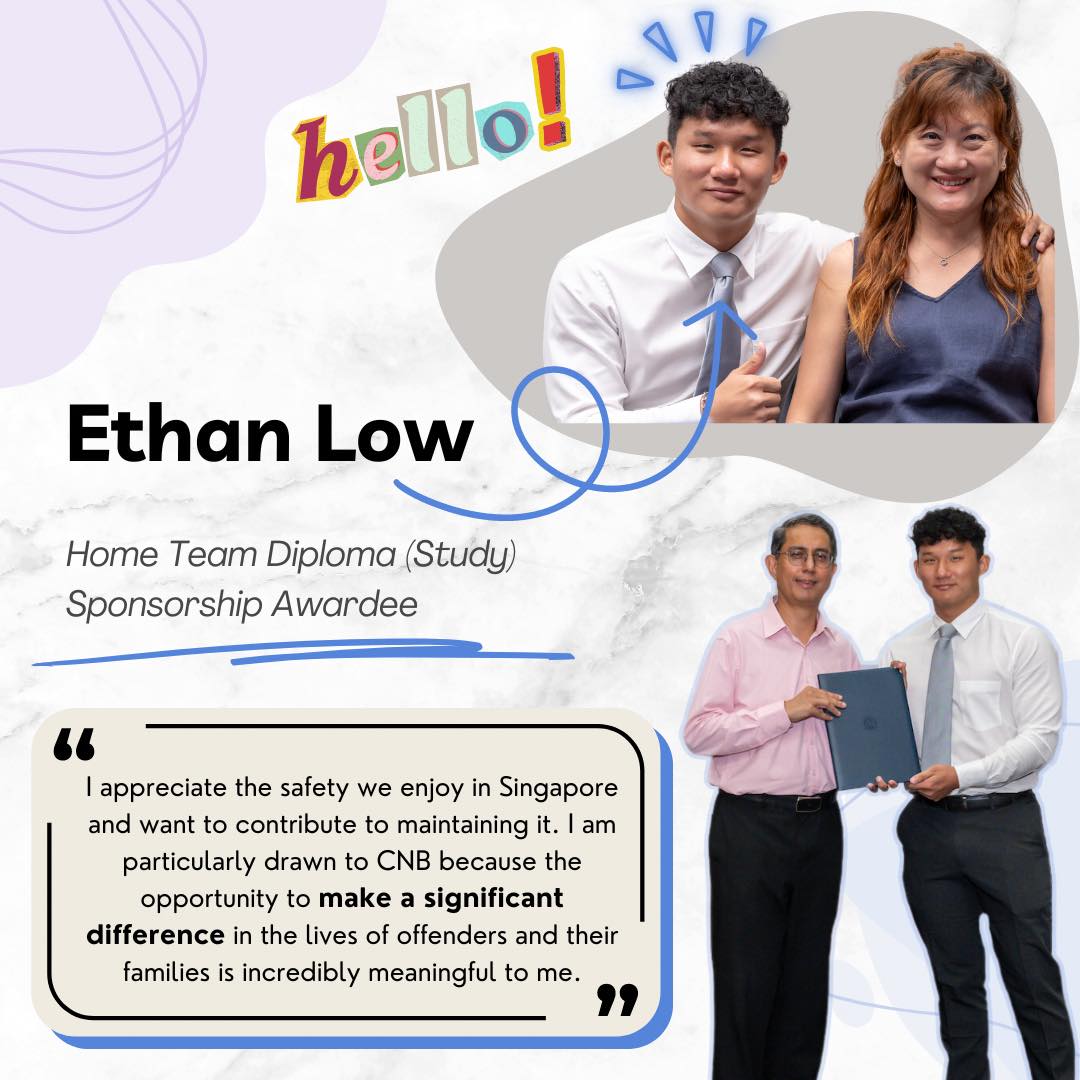 hello!
Ethan Low
Home Team Diploma (Study)
Sponsorship Awardee
“
I appreciate the safety we enjoy in Singapore
and want to contribute to maintaining it. I am
particularly drawn to CNB because the
opportunity to make a significant
difference in the lives of offenders and their
families is incredibly meaningful to me.
”